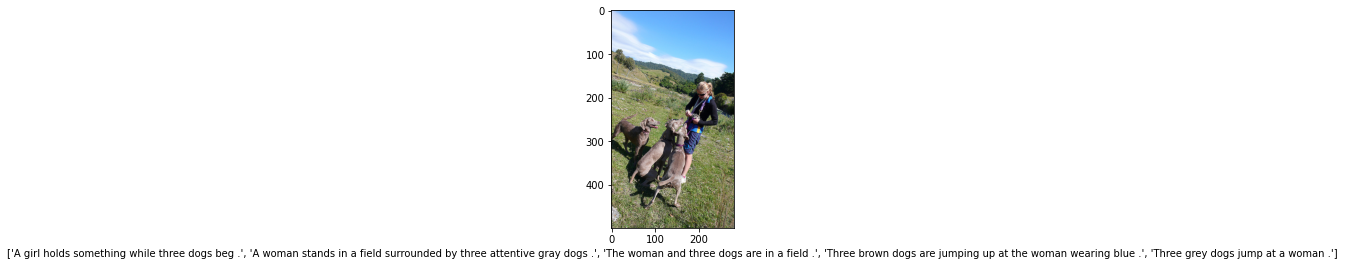 0
100
200
300
400
0 100 200
['A girl holds something while three dogs beg .', 'A woman stands in a field surrounded by three attentive gray dogs .', 'The woman and three dogs are in a field .', 'Three brown dogs are jumping up at the woman wearing blue .', 'Three grey dogs jump at a woman .']